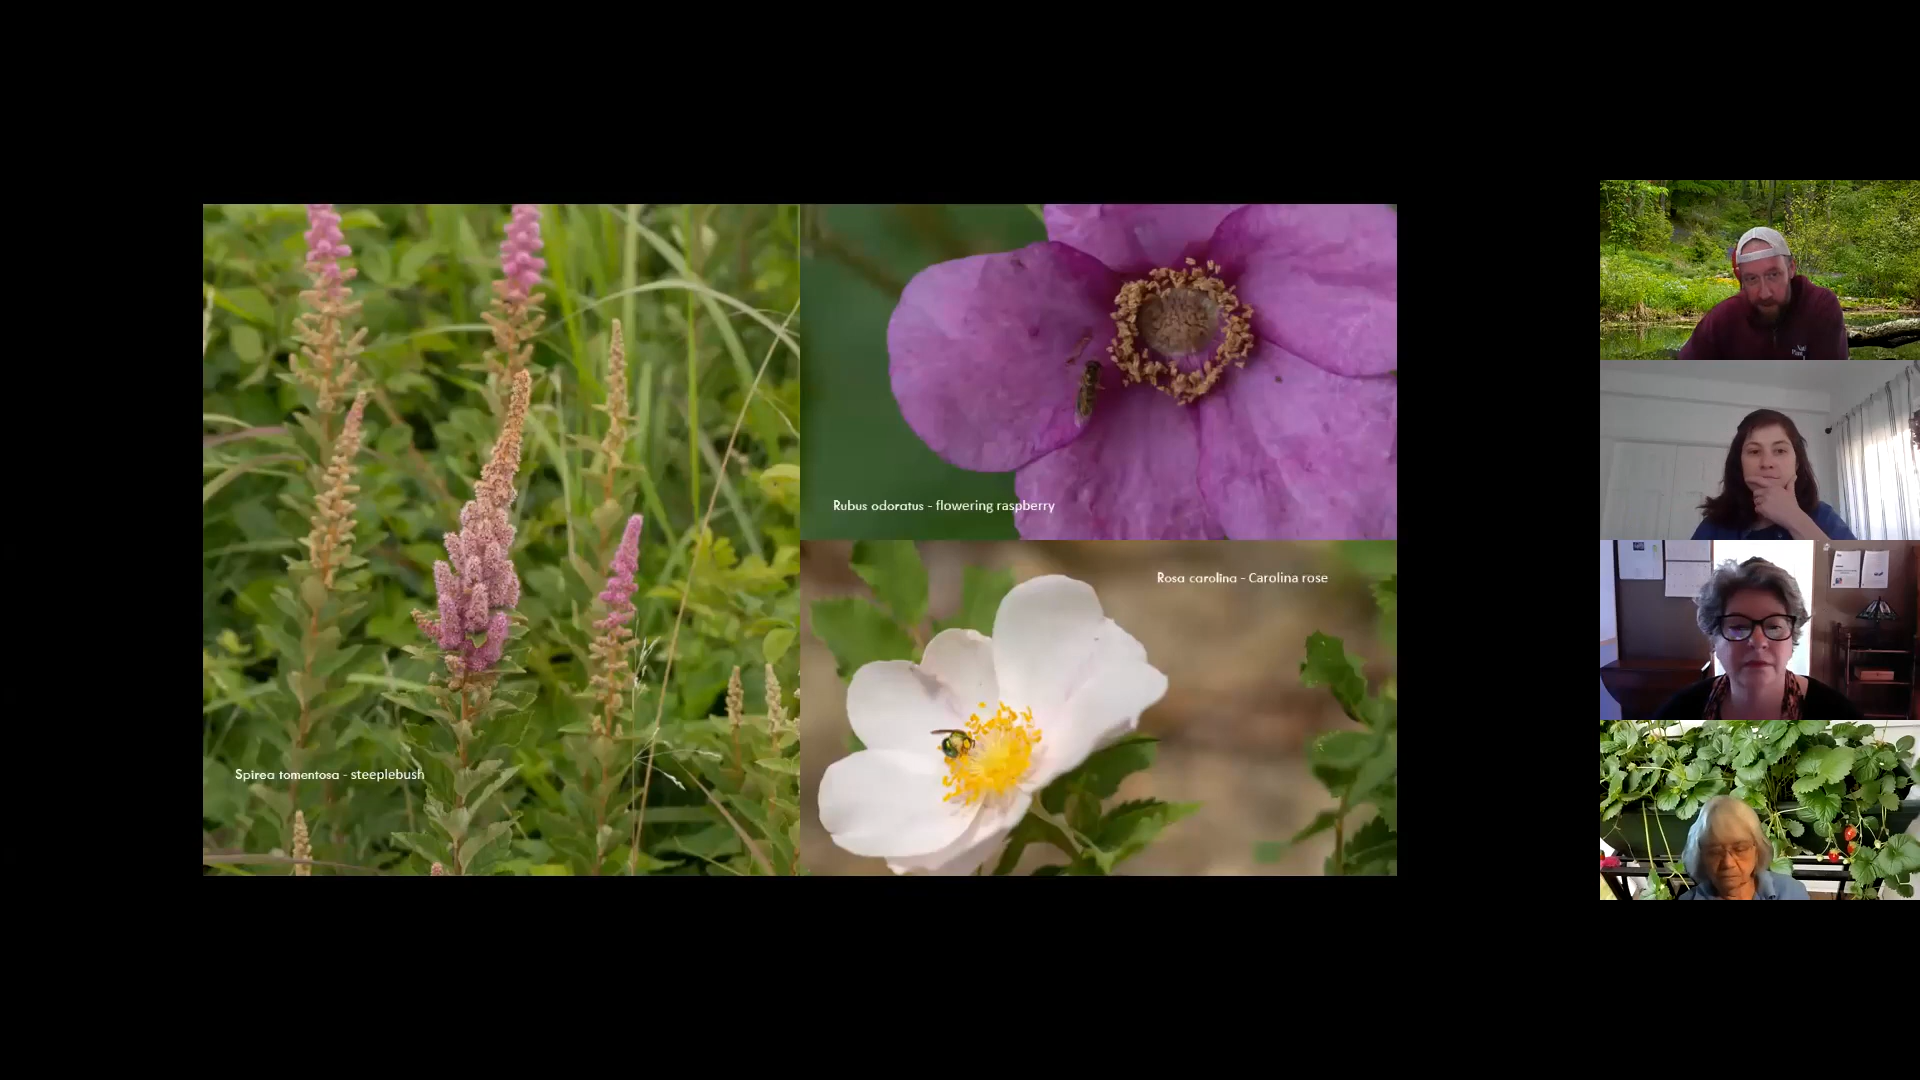 Rubus odoratus - flowering raspberry
Rosa carolina - Carolina rose
Spirea tomentosa - steeplebush